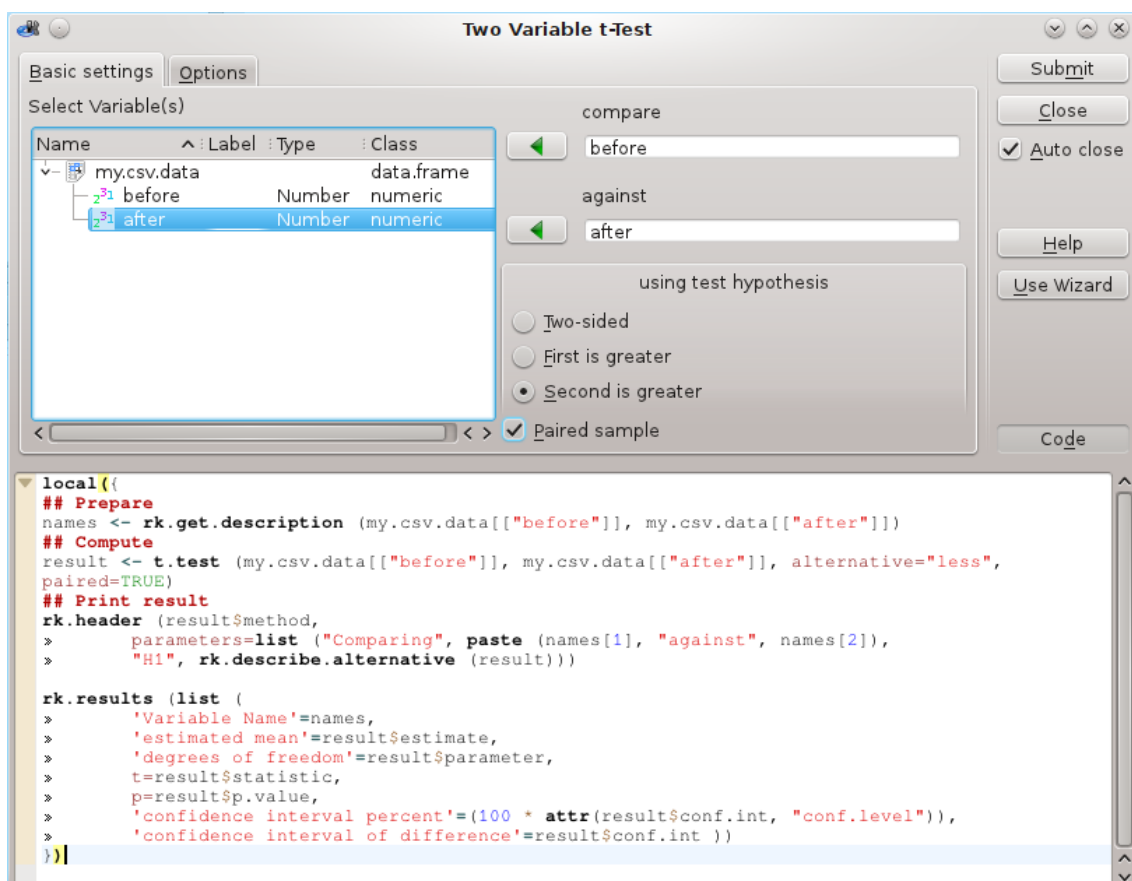 Two Variable t-Test
Basic settings
Options
Select Variable(s)
Name Label Type Class
my.csv.data data.frame
before Number numeric
after Number numeric
compare
before
against
after
using test hypothesis
Two-sided
First is greater
Second is greater
Paired sample
Submit
Close
Auto close
Help
Use Wizard
Code
local({
## Prepare
names <- rk.get.description (my.csv.data[["before"]], my.csv.data[["after"]])
## Compute
result <- t.test (my.csv.data[["before"]], my.csv.data[["after"]], alternative="less",
paired=TRUE)
## Print result
rk.header (result$method,
» parameters=list ("Comparing", paste (names[1], "against", names[2]),
» "H1", rk.describe.alternative (result)))
rk.results (list (
» 'Variable Name'=names,
» 'estimated mean'=result$estimate,
» 'degrees of freedom'=result$parameter,
» t=result$statistic,
» p=result$p.value,
» 'confidence interval percent'=(100 * attr(result$conf.int, "conf.level")),
» 'confidence interval of difference'=result$conf.int ))
})